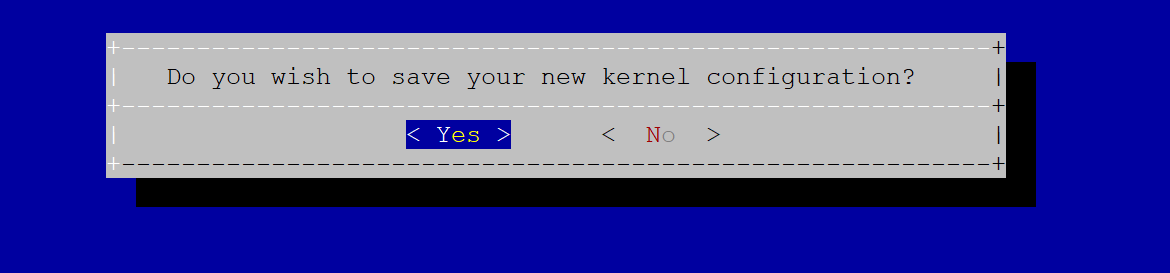 Do you wish to save your new kernel configuration?
< Yes > < No >